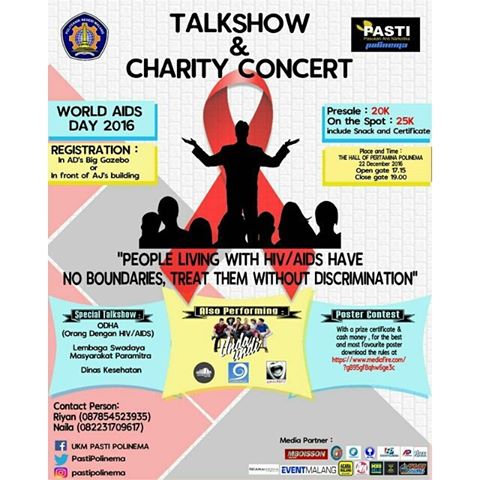 TALKSHOW
&
CHARITY CONCERT
PASTI
polinema
WORLD AIDS
DAY 2016
REGISTRATION :
In AD's Big Gazebo
or
In front of AJ's building
Presale : 20K
On the Spot : 25K
include Snack and Certificate
Place and Time :
THE HALL OF PERTAMINA POLINEMA
22 December 2016
Open gate 17.15
Close gate 19.00
"PEOPLE LIVING WITH HIV/AIDS HAVE
NO BOUNDARIES, TREAT THEM WITHOUT DISCRIMINATION"
Special Talkshow :
ODHA
(Orang Dengan HIV/AIDS)
Lembaga Swadaya
Masyarakat Paramitra
Dinas Kesehatan
Also Performing :
Poster Contest
With a prize certificate &
cash money , for the best
and most favourite poster
download the rules at
https://www.mediafire.com/
?g895gf8qhw6ge3c
Contact Person:
Riyan (087854523935)
Naila (082231709617)
UKM PASTI POLINEMA
PastiPolinema
pastipolinema
Media Partner :
MBOISSON
EVENTMALANG